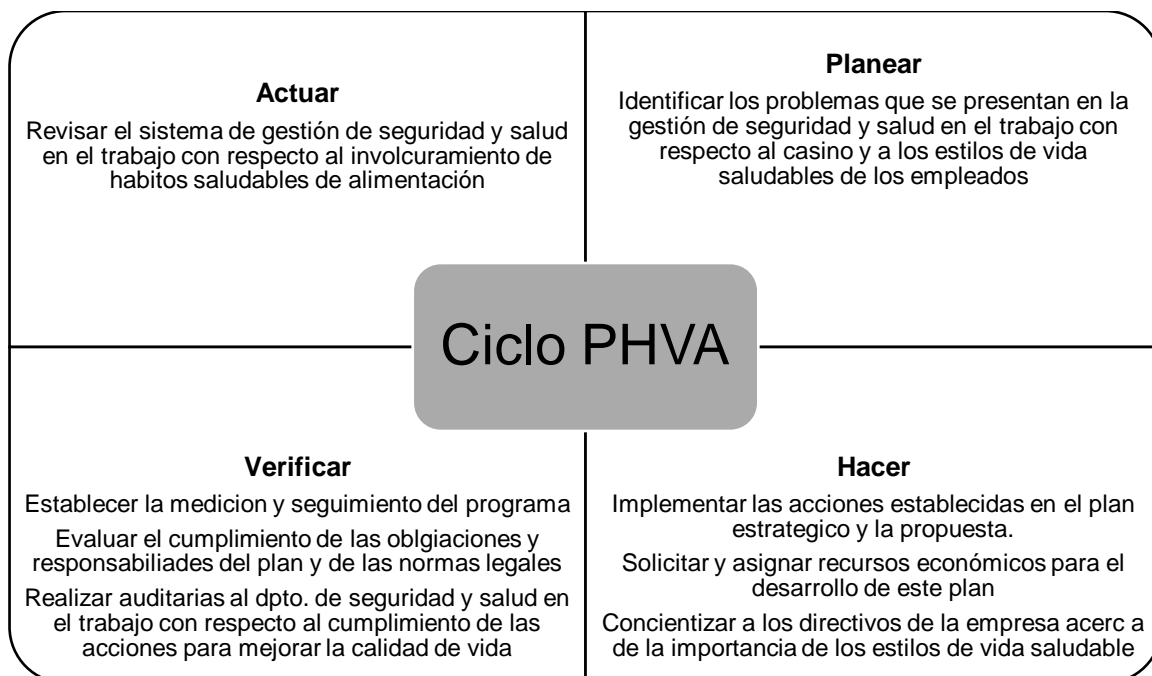 Actuar
Revisar el sistema de gestión de seguridad y salud
en el trabajo con respecto al involcuramiento de
habitos saludables de alimentación
Planear
Identificar los problemas que se presentan en la
gestión de seguridad y salud en el trabajo con
respecto al casino y a los estilos de vida
saludables de los empleados
Ciclo PHVA
Verificar
Establecer la medicion y seguimiento del programa
Evaluar el cumplimiento de las oblgiaciones y
responsabiliades del plan y de las normas legales
Realizar auditarias al dpto. de seguridad y salud en
el trabajo con respecto al cumplimiento de las
acciones para mejorar la calidad de vida
Hacer
Implementar las acciones establecidas en el plan
estrategico y la propuesta.
Solicitar y asignar recursos económicos para el
desarrollo de este plan
Concientizar a los directivos de la empresa acerc a
de la importancia de los estilos de vida saludable